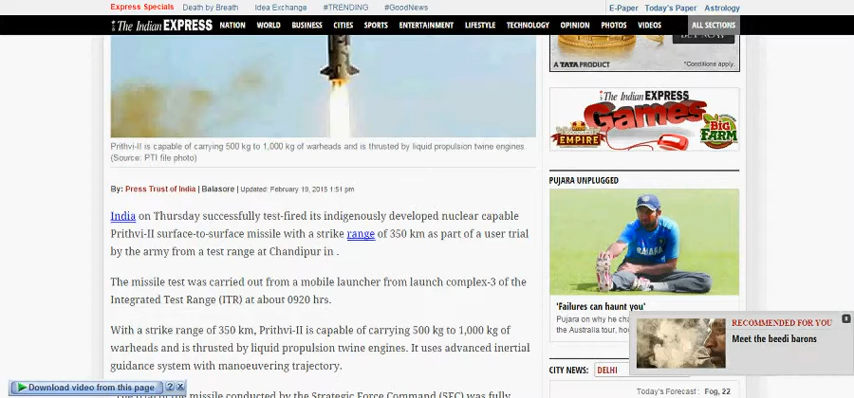 Express Specials Death by Breath Idea Exchange #TRENDING #GoodNews E-Paper Today's Paper Astrology
The Indian EXPRESS NATION WORLD BUSINESS CITIES SPORTS ENTERTAINMENT LIFESTYLE TECHNOLOGY OPINION PHOTOS VIDEOS ALL SECTIONS
BUY NOW
A TATA PRODUCT *Conditions apply.
The Indian EXPRESS
Games
EMPIRE
BIG FARM
Prithvi-II is capable of carrying 500 kg to 1,000 kg of warheads and is thrusted by liquid propulsion twine engines.
(Source: PTI file photo)
By: Press Trust of India | Balasore | Updated: February 19, 2015 1:51 pm
India on Thursday successfully test-fired its indigenously developed nuclear capable
Prithvi-II surface-to-surface missile with a strike range of 350 km as part of a user trial
by the army from a test range at Chandipur in .
The missile test was carried out from a mobile launcher from launch complex-3 of the
Integrated Test Range (ITR) at about 0920 hrs.
With a strike range of 350 km, Prithvi-II is capable of carrying 500 kg to 1,000 kg of
warheads and is thrusted by liquid propulsion twine engines. It uses advanced inertial
guidance system with manoeuvring trajectory.
missile conducted by the Strategic Force Command (SFC) was fully
PUJARA UNPLUGGED
'Failures can haunt you'
Pujara on why he cha
the Australia tour, how
RECOMMENDED FOR YOU
Meet the beedi barons
CITY NEWS: DELHI
Today's Forecast : Fog, 22
Download video from this page ? X